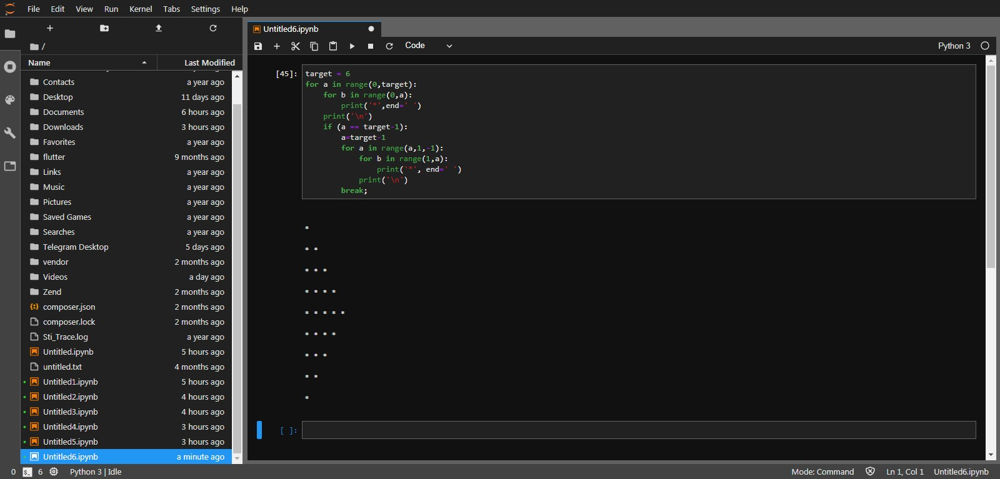 File Edit View Run Kernel Tabs Settings Help
/
Name Last Modified
Contacts a year ago
Desktop 11 days ago
Documents 6 hours ago
Downloads 3 hours ago
Favorites a year ago
flutter 9 months ago
Links a year ago
Music a year ago
Pictures a year ago
Saved Games a year ago
Searches a year ago
Telegram Desktop 5 days ago
vendor 2 months ago
Videos a day ago
Zend 2 months ago
composer.json 2 months ago
composer.lock 2 months ago
Sti_Trace.log a year ago
Untitled.ipynb 5 hours ago
untitled.txt 4 months ago
Untitled1.ipynb 5 hours ago
Untitled2.ipynb 4 hours ago
Untitled3.ipynb 4 hours ago
Untitled4.ipynb 3 hours ago
Untitled5.ipynb 3 hours ago
Untitled6.ipynb a minute ago
Untitled6.ipynb
Code Python 3
[45]: target = 6
for a in range(0,target):
    for b in range(0,a):
        print('*',end=' ')
    print('\n')
    if (a == target-1):
        a=target-1
        for a in range(a,1,-1):
            for b in range(1,a):
                print('*', end=' ')
            print('\n')
        break;
*
* *
* * *
* * * *
* * * * *
* * * *
* * *
* *
*
[ ]:
0 $_ 6 Python 3 | Idle Mode: Command Ln 1, Col 1 Untitled6.ipynb